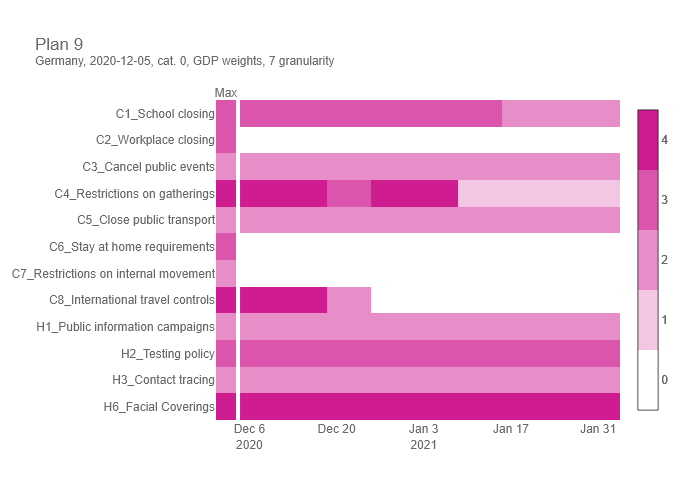 Plan 9
Germany, 2020-12-05, cat. 0, GDP weights, 7 granularity
Max
C1_School closing
C2_Workplace closing
C3_Cancel public events
C4_Restrictions on gatherings
C5_Close public transport
C6_Stay at home requirements
C7_Restrictions on internal movement
C8_International travel controls
H1_Public information campaigns
H2_Testing policy
H3_Contact tracing
H6_Facial Coverings
4
3
2
1
0
Dec 6 Dec 20 Jan 3 Jan 17 Jan 31
2020 2021